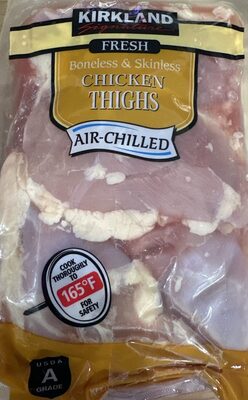 KIRKLAND
Signature
FRESH
Boneless & Skinless
CHICKEN
THIGHS
AIR-CHILLED
COOK
THOROUGHLY
TO
165°F
FOR
SAFETY
USDA
A
GRADE